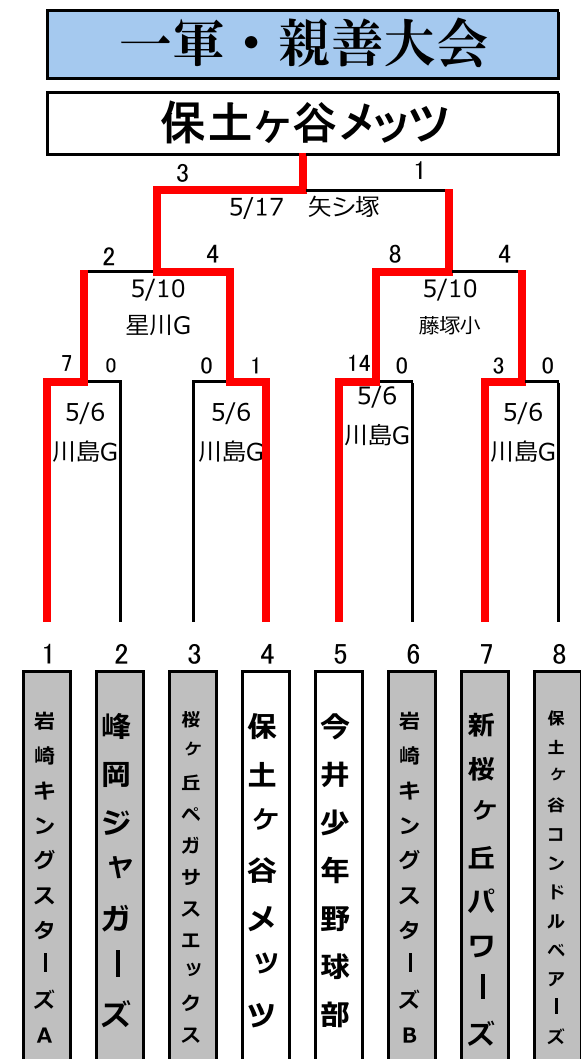 一軍・親善大会
保土ヶ谷メッツ
3 1
5/17 矢シ塚
2 4 8 4
5/10 5/10
星川G 藤塚小
7 0 0 1 14 0 3 0
5/6 5/6 5/6 5/6
川島G 川島G 川島G 川島G
1 2 3 4 5 6 7 8
岩崎キングスターズA
峰岡ジャガーズ
桜ヶ丘ペガサスエックス
保土ヶ谷メッツ
今井少年野球部
岩崎キングスターズB
新桜ヶ丘パワーズ
保土ヶ谷コンドルベアーズ